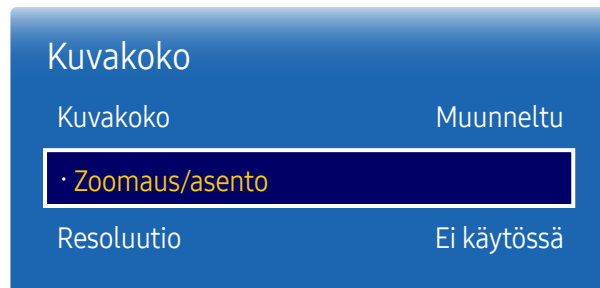 Kuvakoko
Kuvakoko Muunneltu
· Zoomaus/asento
Resoluutio Ei käytössä